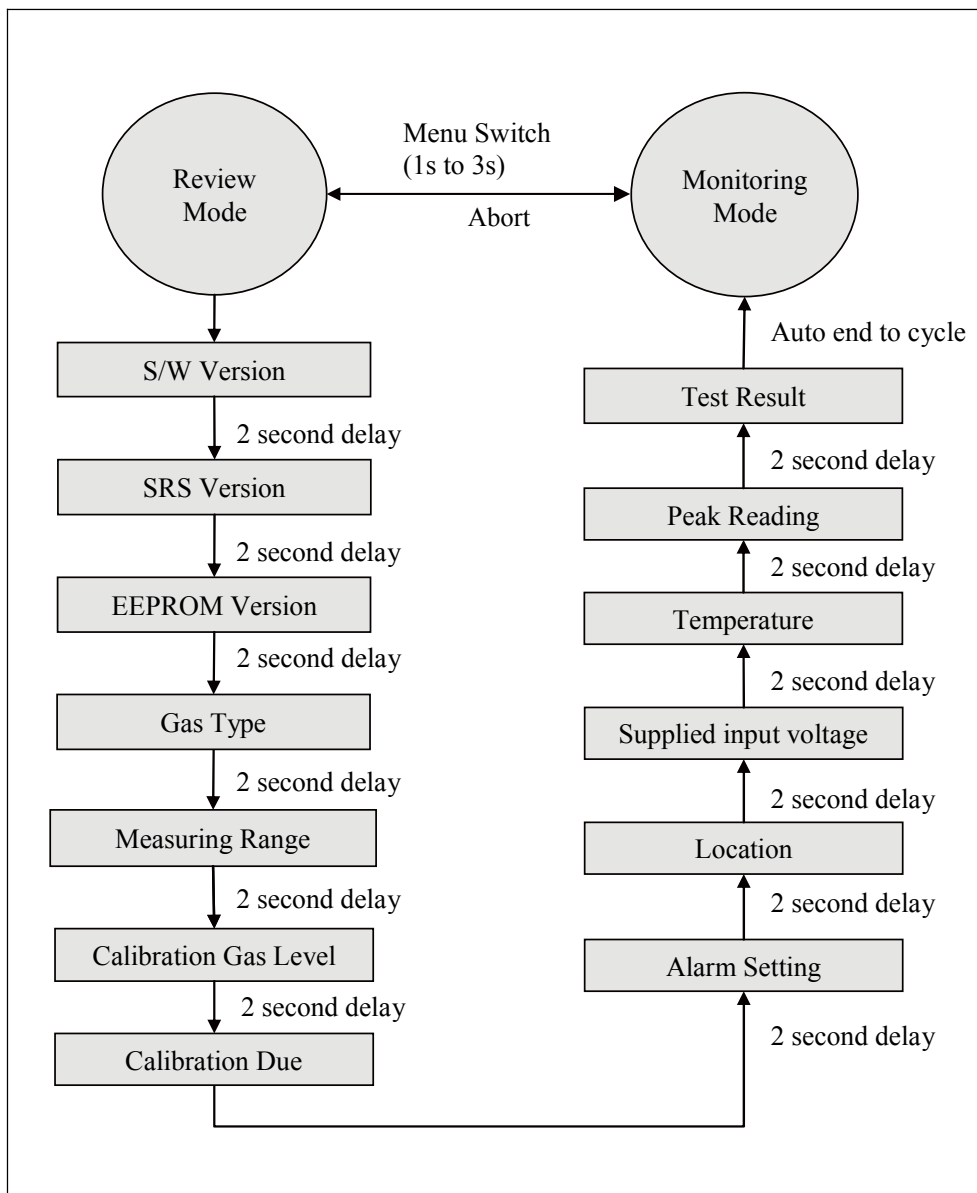 Review
Mode
Menu Switch
(1s to 3s)
Abort
Monitoring
Mode
S/W Version
2 second delay
SRS Version
2 second delay
EEPROM Version
2 second delay
Gas Type
2 second delay
Measuring Range
2 second delay
Calibration Gas Level
2 second delay
Calibration Due
2 second delay
Alarm Setting
2 second delay
Location
2 second delay
Supplied input voltage
2 second delay
Temperature
2 second delay
Peak Reading
2 second delay
Test Result
Auto end to cycle